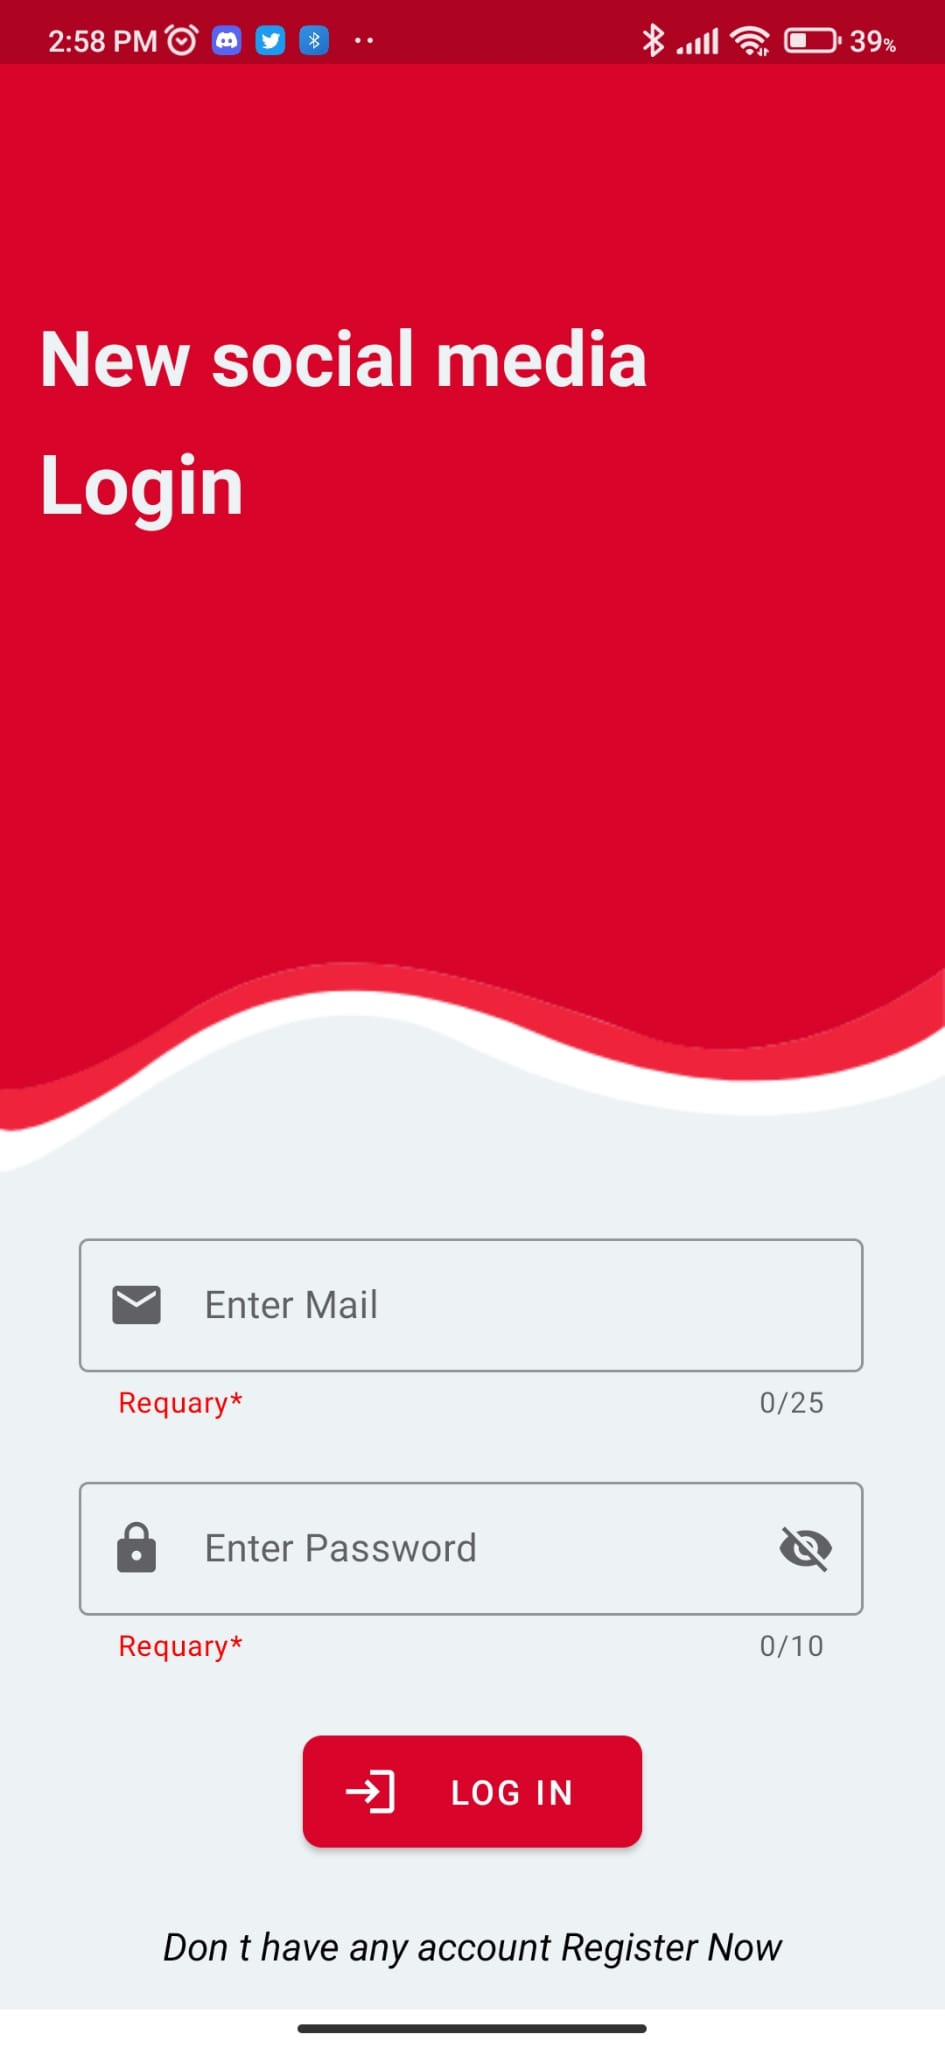 2:58 PM
39%
New social media
Login
Enter Mail
Requary*
0/25
Enter Password
Requary*
0/10
LOG IN
Don t have any account Register Now